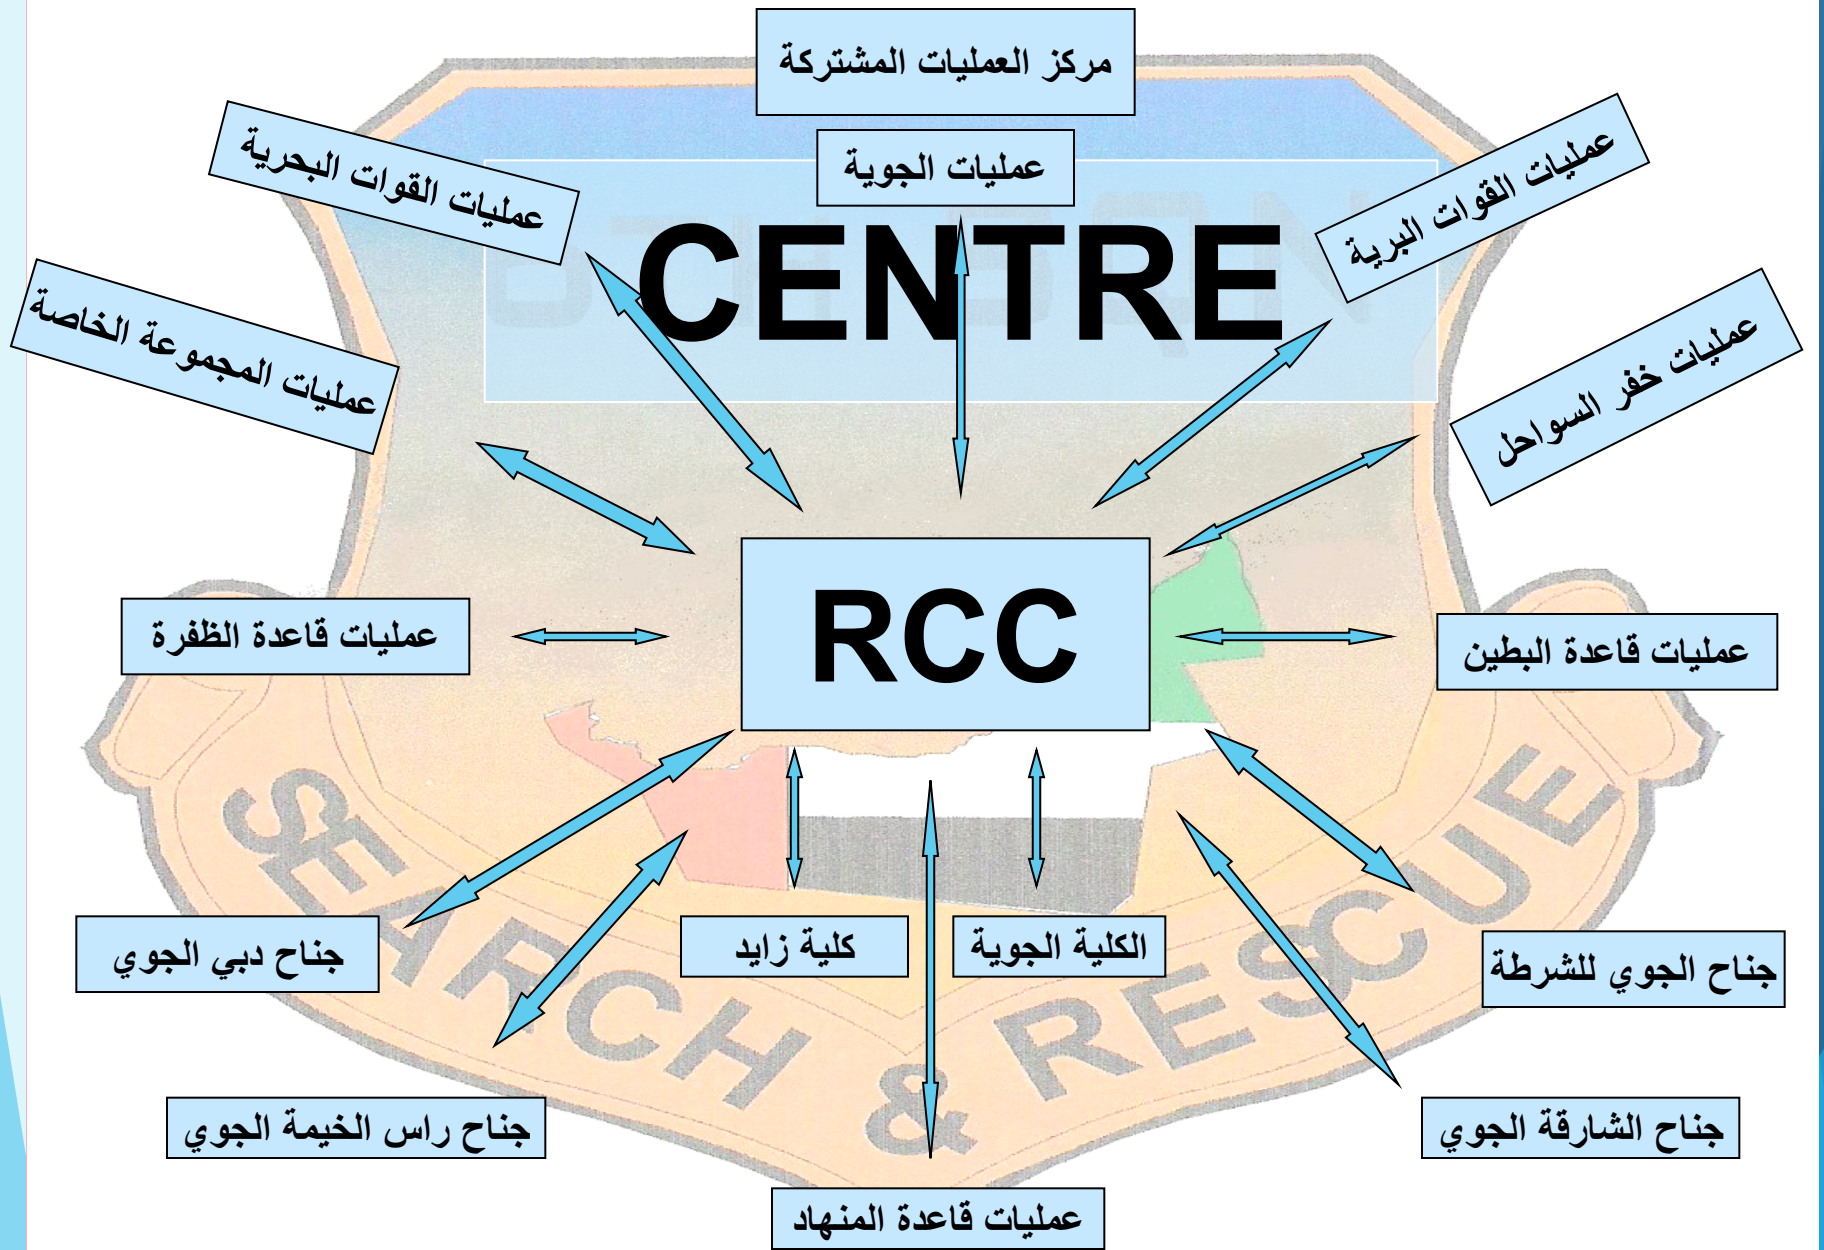 مركز العمليات المشتركة
عمليات الجوية
عمليات القوات البحرية
عمليات القوات البرية
CENTRE
عمليات المجموعة الخاصة
عمليات خفر السواحل
RCC
عمليات قاعدة الظفرة
عمليات قاعدة البطين
جناح دبي الجوي
كلية زايد
الكلية الجوية
جناح الجوي للشرطة
جناح راس الخيمة الجوي
جناح الشارقة الجوي
عمليات قاعدة المنهاد
SEARCH & RESCUE